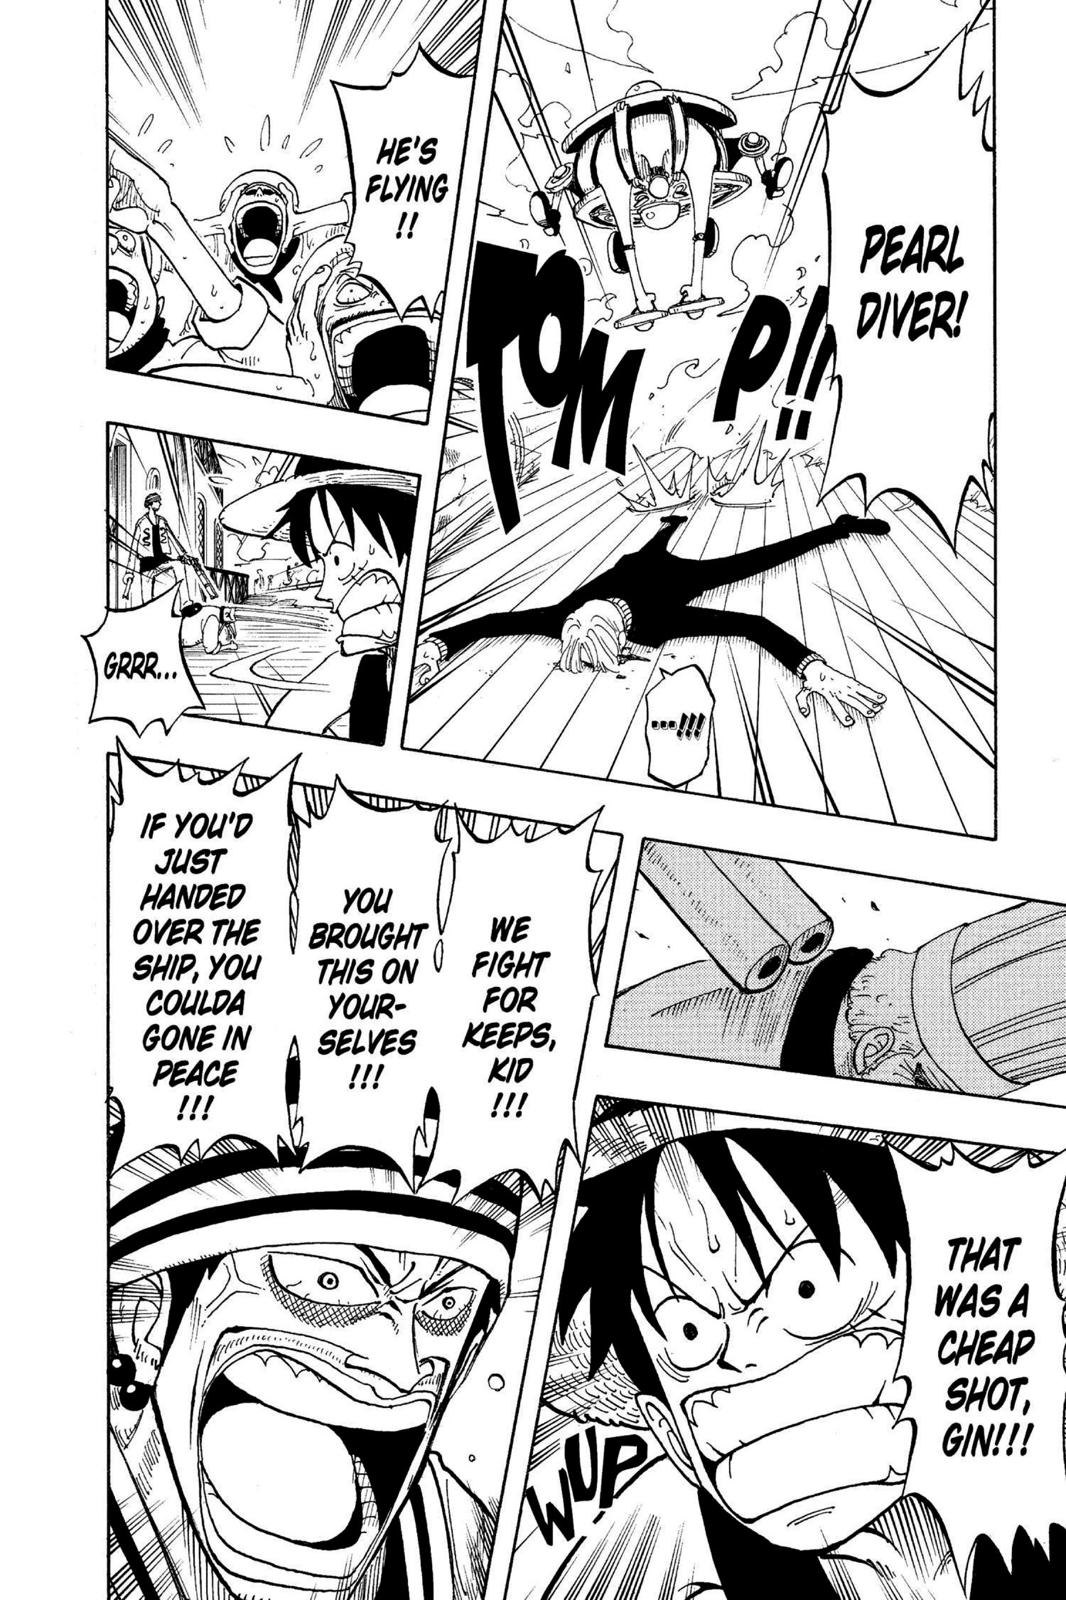 PEARL
DIVER!
TOM P!!
----!!!
HE'S
FLYING
!!
GRRR...
WE
FIGHT
FOR
KEEPS,
KID
!!!
YOU
BROUGHT
THIS ON
YOUR-
SELVES
!!!
IF YOU'D
JUST
HANDED
OVER THE
SHIP, YOU
COULDA
GONE IN
PEACE
!!!
THAT
WAS A
CHEAP
SHOT,
GIN!!!
WUP